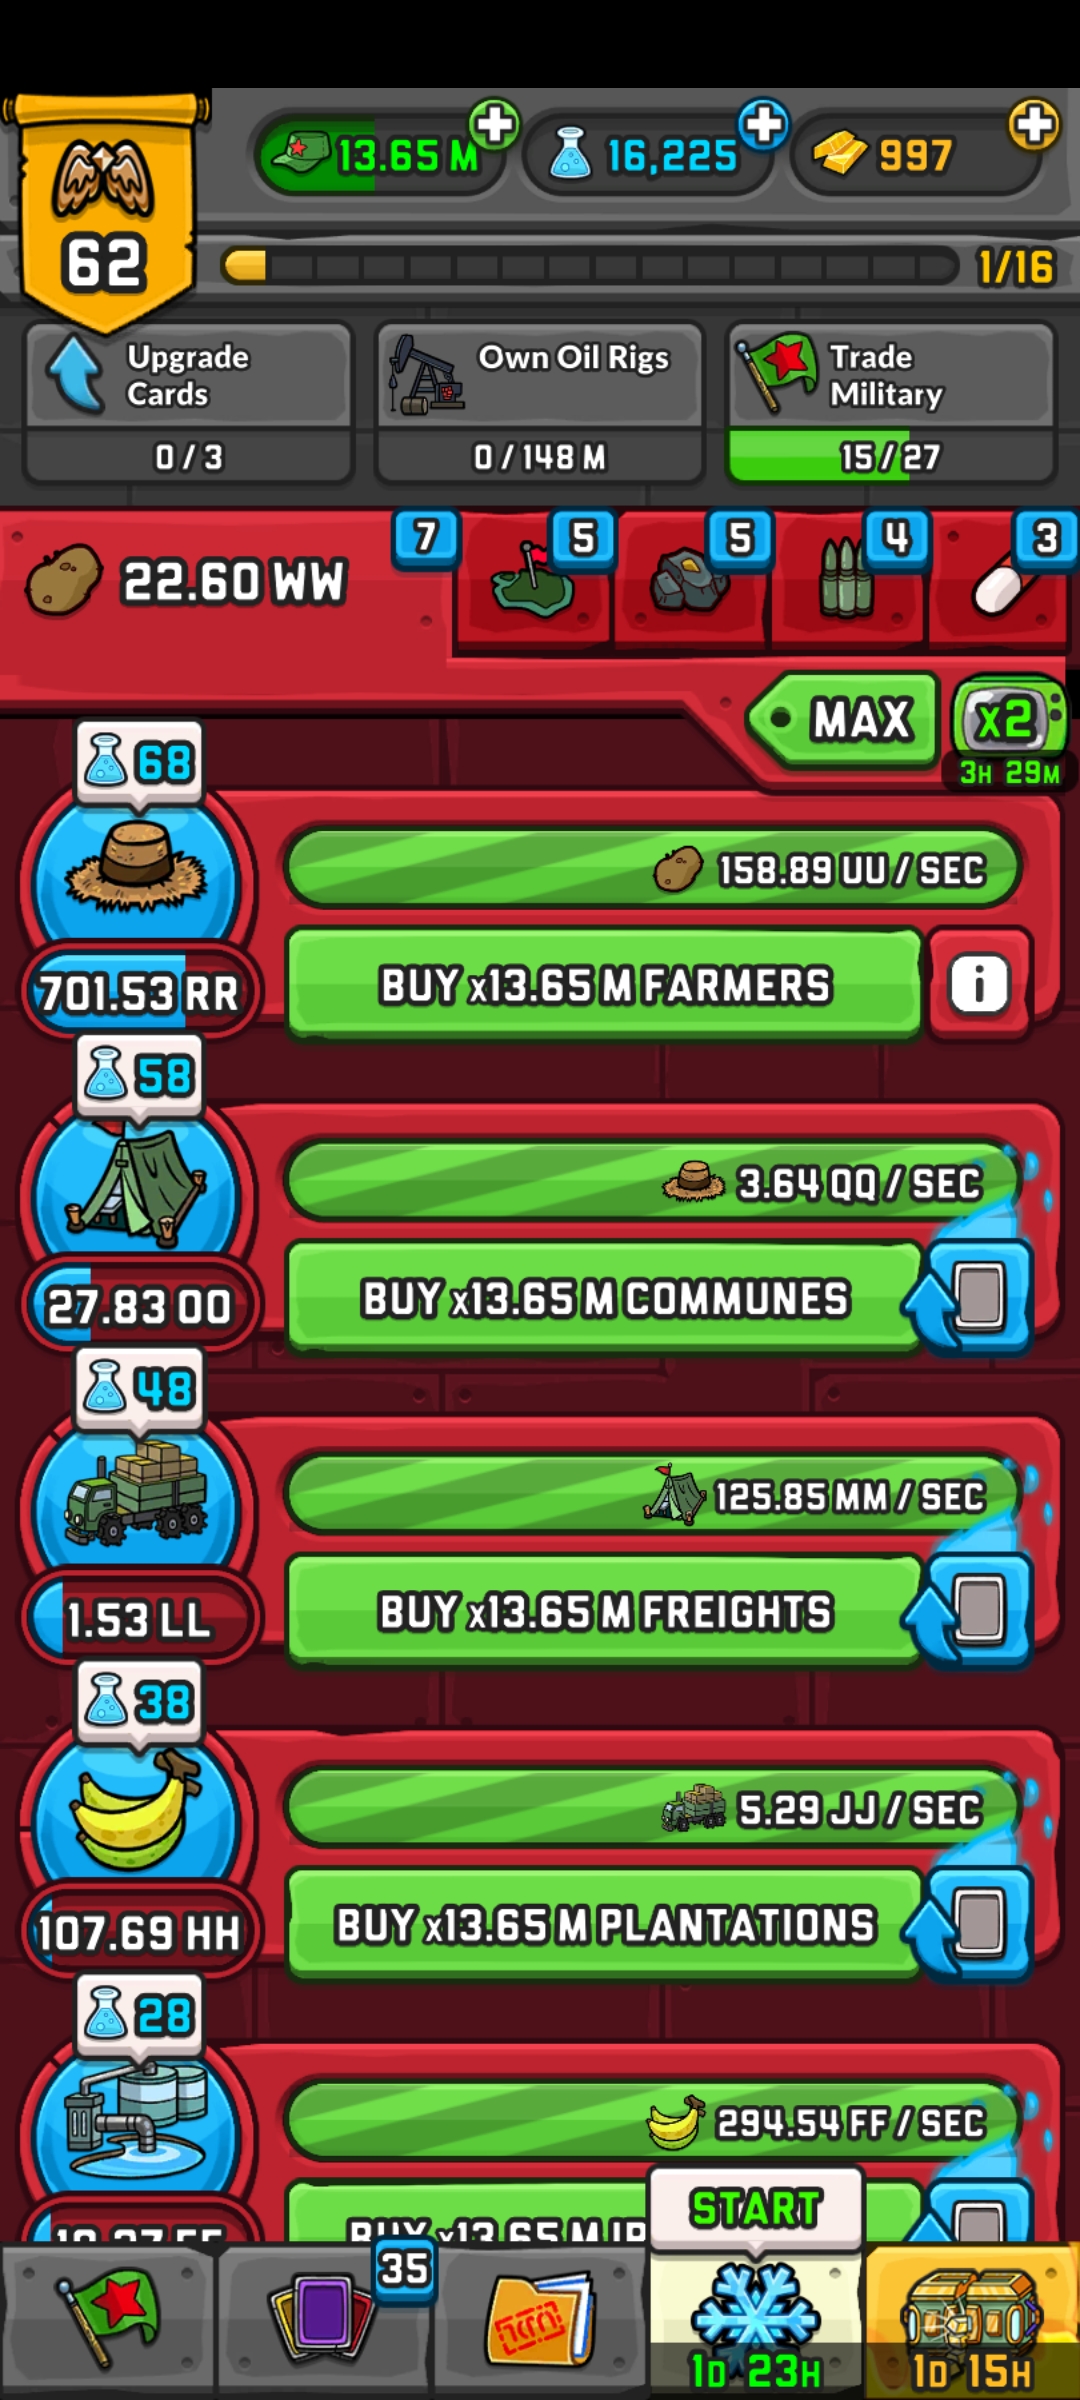 13.65 M
16,225
997
62
1/16
Upgrade
Cards
Own Oil Rigs
Trade
Military
0 / 3
0 / 148 M
15 / 27
22.60 WW
7
5
5
4
3
MAX
x2
3H 29M
68
158.89 UU / SEC
701.53 RR
BUY x13.65 M FARMERS
i
58
3.64 QQ / SEC
27.83 OO
BUY x13.65 M COMMUNES
48
125.85 MM / SEC
1.53 LL
BUY x13.65 M FREIGHTS
38
5.29 JJ / SEC
107.69 HH
BUY x13.65 M PLANTATIONS
28
294.54 FF / SEC
BUY x13.65 M
START
35
1D 23H
1D 15H